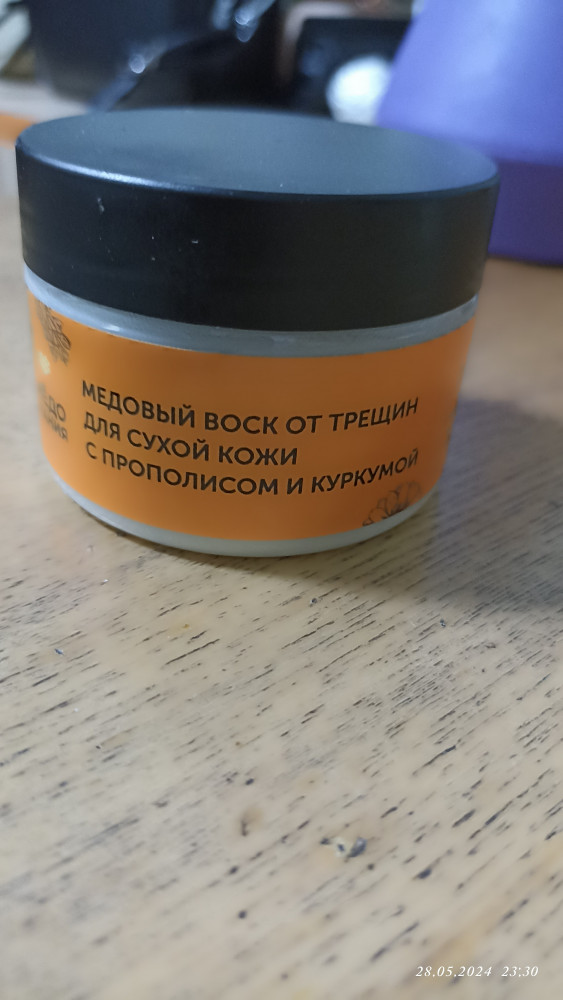 МЕДОВЫЙ ВОСК ОТ ТРЕЩИН
ДЛЯ СУХОЙ КОЖИ
С ПРОПОЛИСОМ И КУРКУМОЙ
28.05.2024 23:30